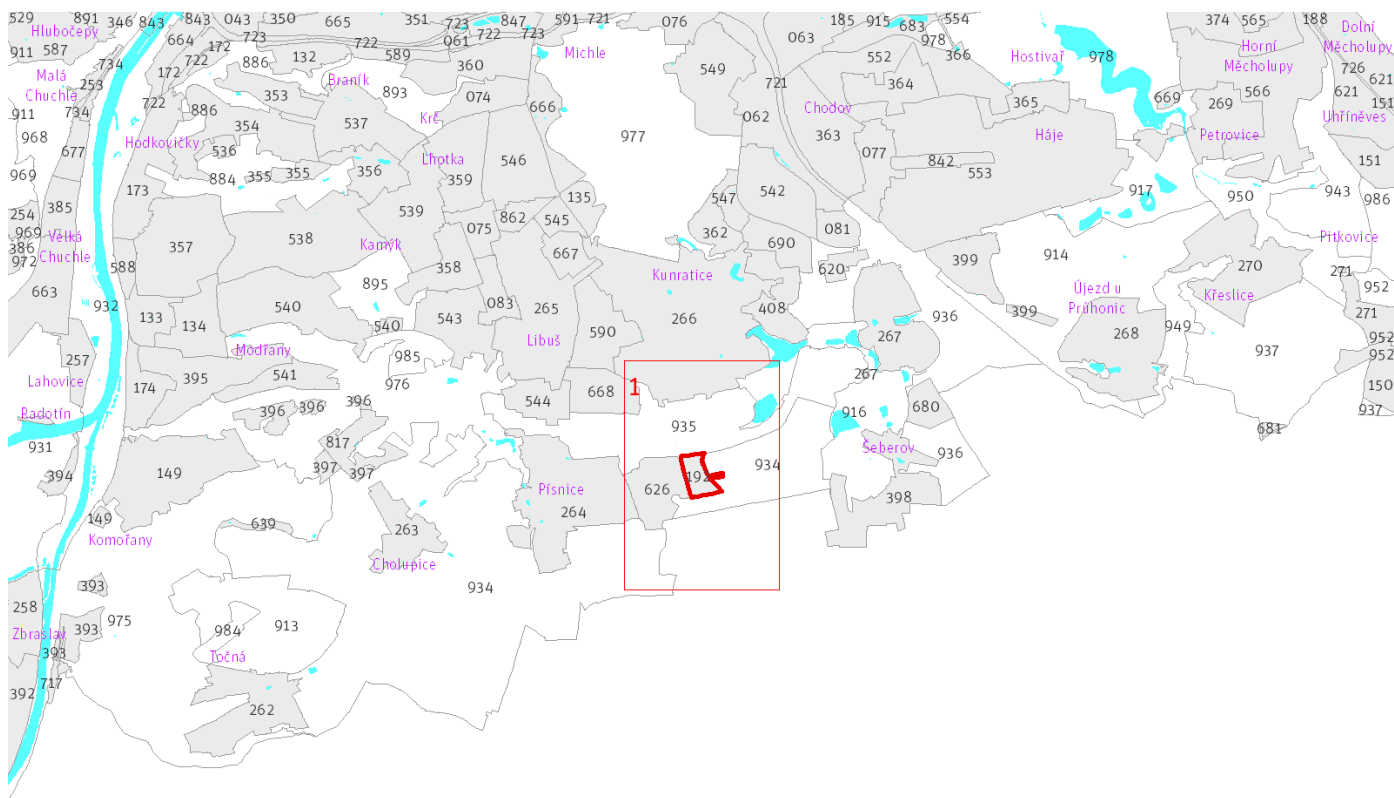 529 891 346 843 843 043 350 665 351 723 847 591 721 076 185 915 683 554 374 565 188
Hlubočepy 664 723 061 722 723 063 978 Dolní
911 587 172 722 Michle 552 366 Horní Měcholupy
734 722 886 132 589 549 Hostivař 978 Měcholupy 726
Malá Chuchle 253 172 360 721 364 621 621
Braník 893 074 Chodov 566
734 722 886 353 666 365 669 269 151
911 354 537 Krč 062 363 Uhříněves
968 Hodkovičky 977 Háje Petrovice
677 536 Lhotka 546 077 842 151
969 884 355 355 356 359 553
173 135 547 542 917 950 943 986
254 385 539 862 545
969 Velká Chuchle 357 538 075 362 081 Pitkovice
386 Kamýk 667 690 399 914
972 588 358 Kunratice 620 270 271
663 895 Újezd u Průhonic Křeslice 952
932 540 083 265 266 408 399 271
133 134 540 543 590 936 268 949
Modřany Libuš 267 937 952
985 952
257 395 541 976 267
Lahovice 174 544 668 1 680 150
Radotín 396 396 396 916 937
931 817 935 681
Šeberov
394 149 397 397 934 936
192
Písnice 626 398
149 264
Komořany 639 263
Cholupice
393 934
258 975
Zbraslav 393 984 913
393 Točná
717
392
262